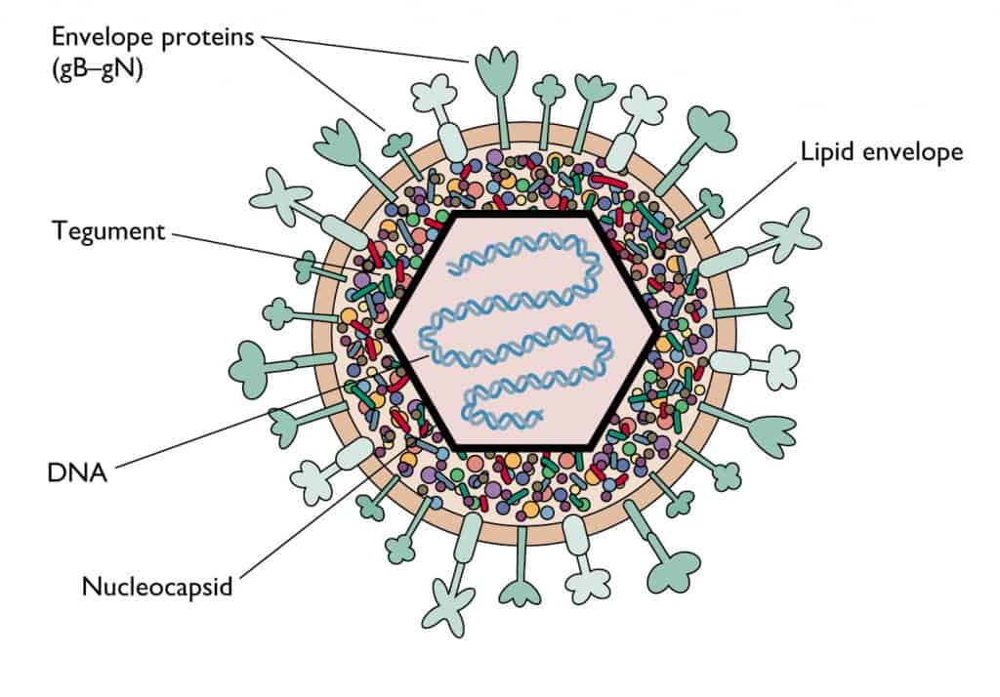 Envelope proteins
(gB–gN)
Lipid envelope
Tegument
DNA
Nucleocapsid